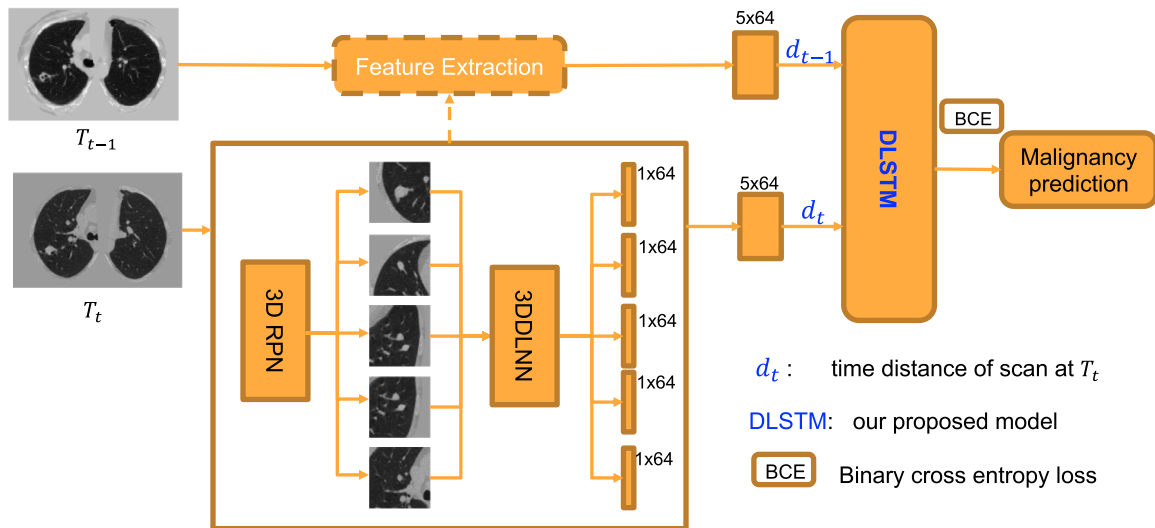 Feature Extraction
5x64
d_{t-1}
DLSTM
BCE
Malignancy
prediction
T_{t-1}
T_t
3D RPN
3DDLNN
1x64
1x64
1x64
1x64
1x64
5x64
d_t
d_t : time distance of scan at T_t
DLSTM: our proposed model
BCE Binary cross entropy loss